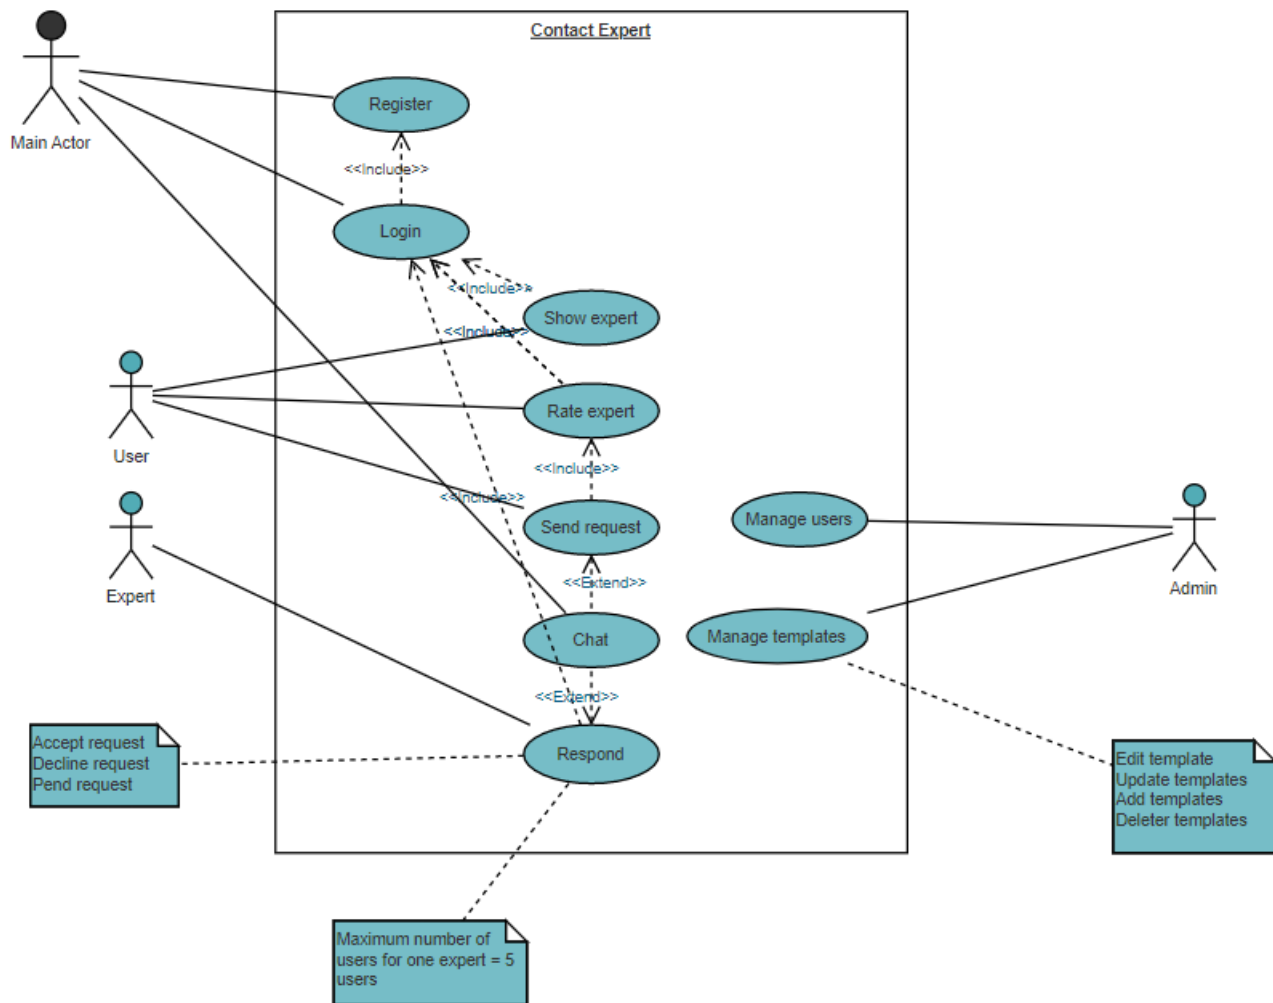 Contact Expert
Main Actor
Register
<<Include>>
Login
<<Include>>
Show expert
<<Include>>
User
Rate expert
<<Include>>
<<Include>>
Send request
Manage users
Expert
Admin
<<Extend>>
Chat
Manage templates
<<Extend>>
Respond
Accept request
Decline request
Pend request
Edit template
Update templates
Add templates
Deleter templates
Maximum number of
users for one expert = 5
users